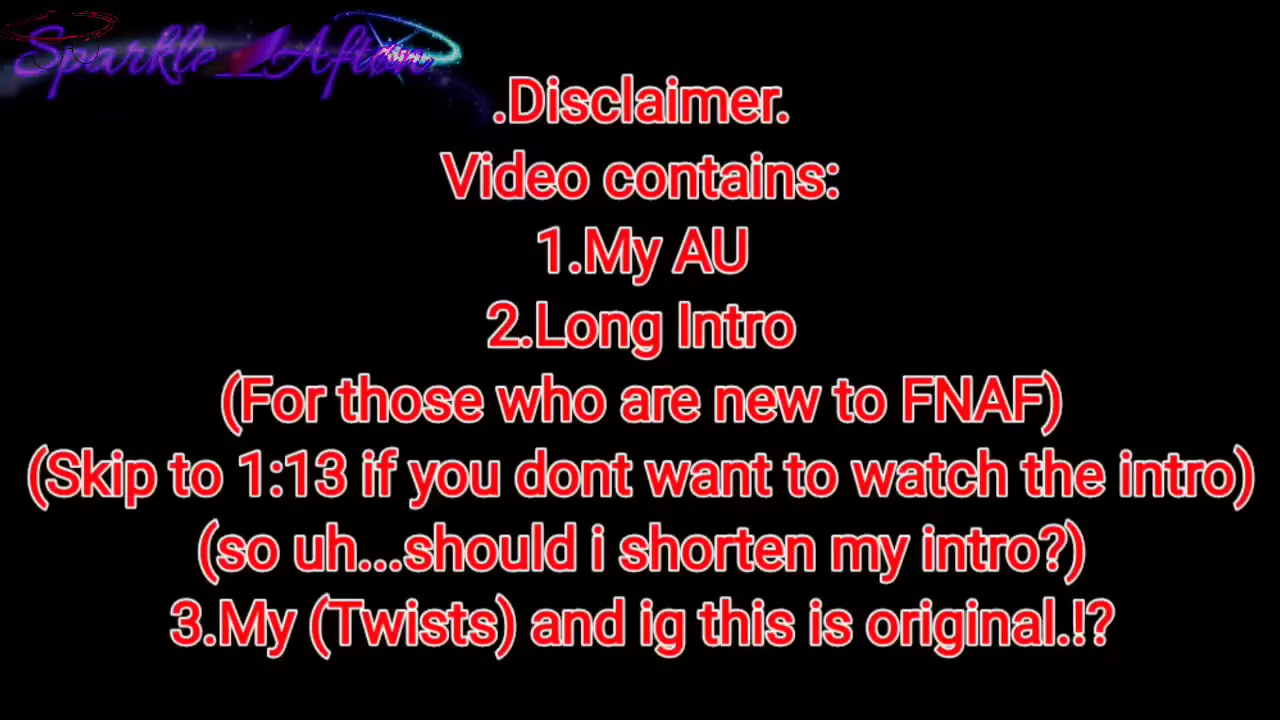 Sparkle_Afton
.Disclaimer.
Video contains:
1.My AU
2.Long Intro
(For those who are new to FNAF)
(Skip to 1:13 if you dont want to watch the intro)
(so uh...should i shorten my intro?)
3.My (Twists) and ig this is original.!?